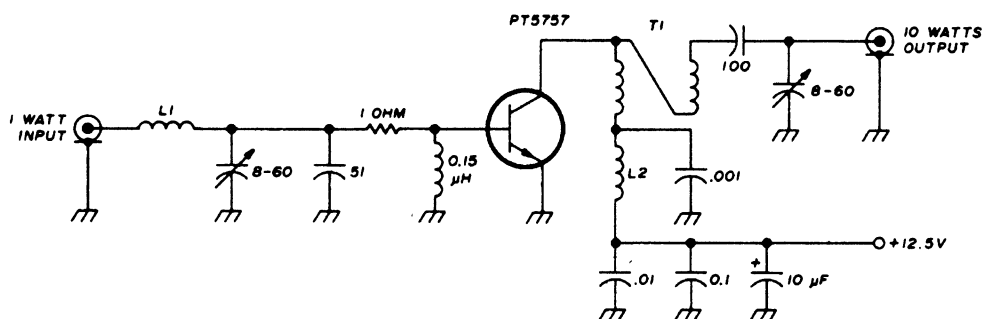 PT5757
T1
10 WATTS
OUTPUT
100
8-60
1 WATT
INPUT
L1
1 OHM
8-60
51
0.15
μH
L2
.001
+12.5V
.01
0.1
+
10 μF